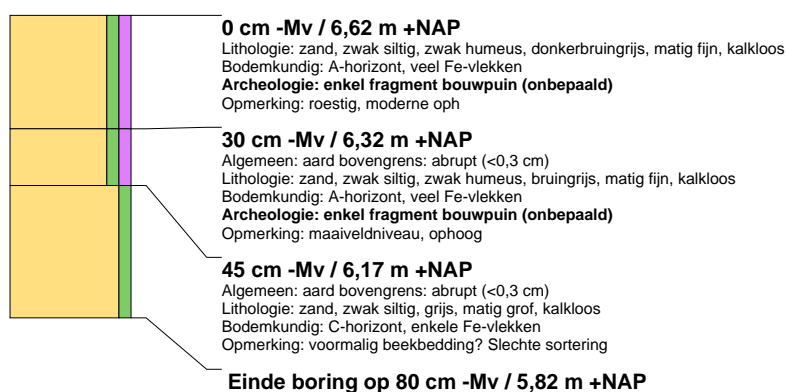 0 cm -Mv / 6,62 m +NAP
Lithologie: zand, zwak siltig, zwak humeus, donkerbruingrijs, matig fijn, kalkloos
Bodemkundig: A-horizont, veel Fe-vlekken
Archeologie: enkel fragment bouwpuin (onbepaald)
Opmerking: roestig, moderne oph
30 cm -Mv / 6,32 m +NAP
Algemeen: aard bovengrens: abrupt (<0,3 cm)
Lithologie: zand, zwak siltig, zwak humeus, bruingrijs, matig fijn, kalkloos
Bodemkundig: A-horizont, veel Fe-vlekken
Archeologie: enkel fragment bouwpuin (onbepaald)
Opmerking: maaiveldniveau, ophoog
45 cm -Mv / 6,17 m +NAP
Algemeen: aard bovengrens: abrupt (<0,3 cm)
Lithologie: zand, zwak siltig, grijs, matig grof, kalkloos
Bodemkundig: C-horizont, enkele Fe-vlekken
Opmerking: voormalig beekbedding? Slechte sortering
Einde boring op 80 cm -Mv / 5,82 m +NAP